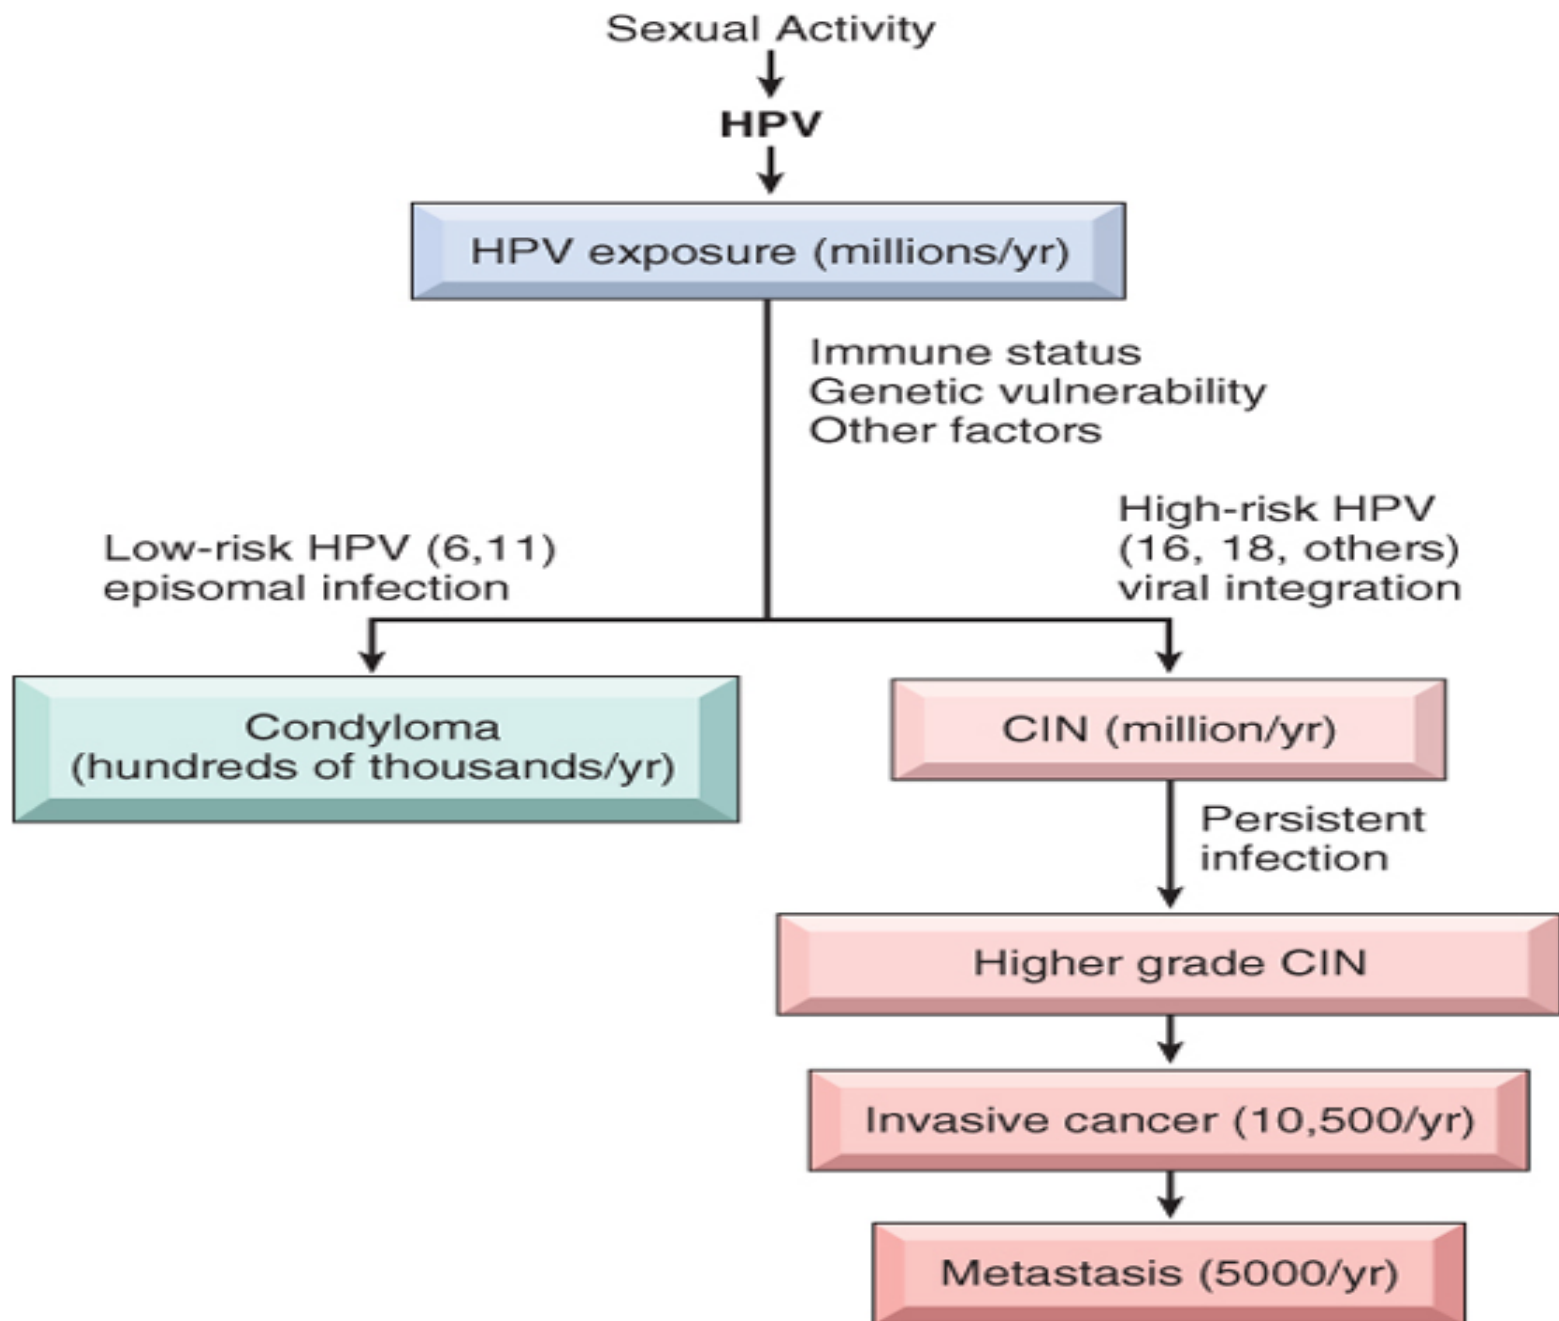 Sexual Activity
HPV
HPV exposure (millions/yr)
Immune status
Genetic vulnerability
Other factors
Low-risk HPV (6,11)
episomal infection
High-risk HPV
(16, 18, others)
viral integration
Condyloma
(hundreds of thousands/yr)
CIN (million/yr)
Persistent
infection
Higher grade CIN
Invasive cancer (10,500/yr)
Metastasis (5000/yr)